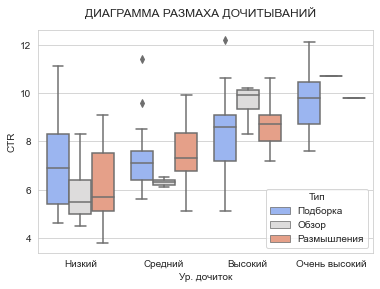 ДИАГРАММА РАЗМАХА ДОЧИТЫВАНИЙ
12
10
8
6
4
CTR
Тип
Подборка
Обзор
Размышления
Низкий
Средний
Высокий
Очень высокий
Ур. дочиток